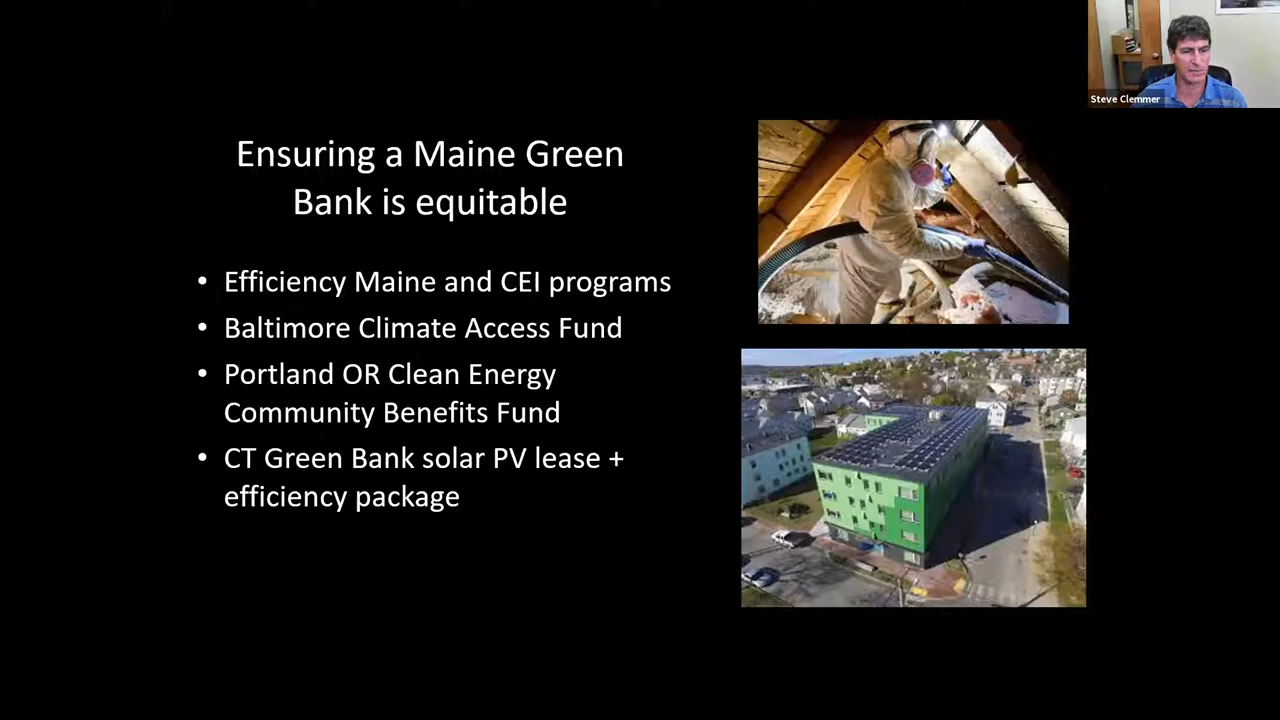 Steve Clemmer
Ensuring a Maine Green
Bank is equitable
• Efficiency Maine and CEI programs
• Baltimore Climate Access Fund
• Portland OR Clean Energy
Community Benefits Fund
• CT Green Bank solar PV lease +
efficiency package